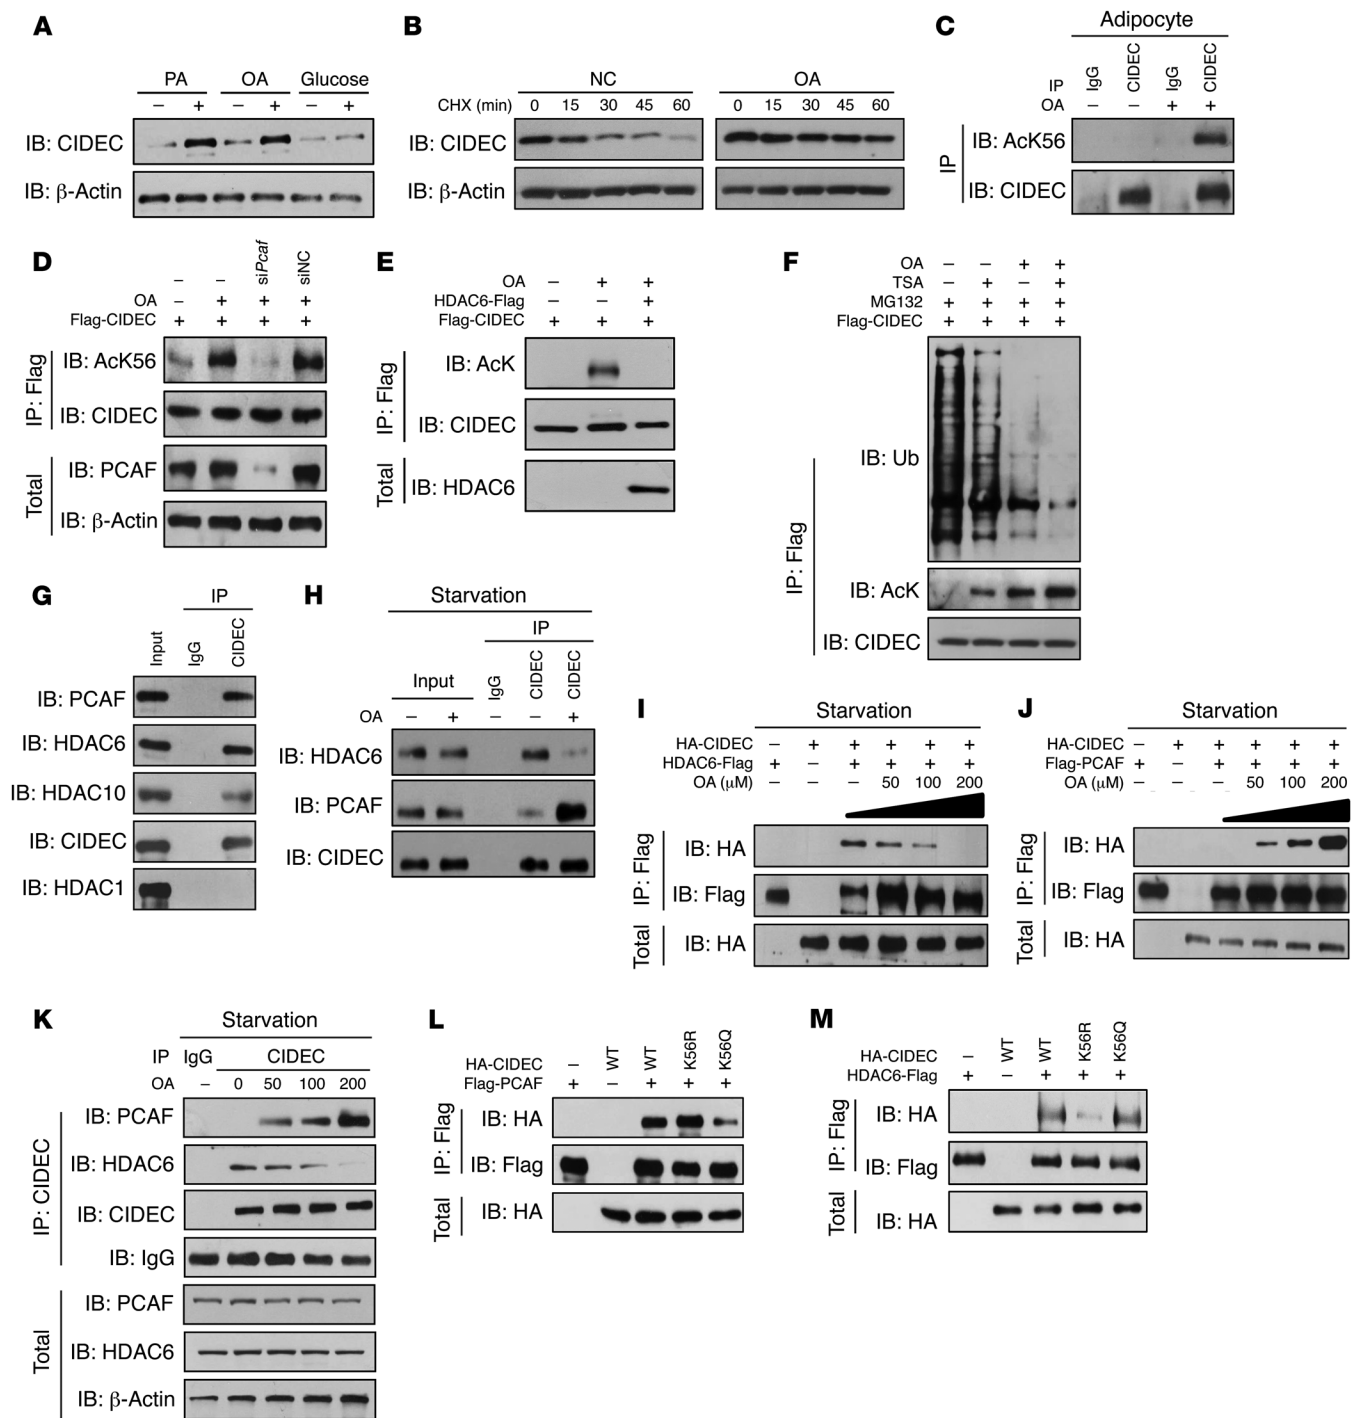 A
PA OA Glucose
– + – + – +
IB: CIDEC
IB: β-Actin
B
NC OA
CHX (min) 0 15 30 45 60 0 15 30 45 60
IB: CIDEC
IB: β-Actin
C
Adipocyte
IP IgG CIDEC IgG CIDEC
OA – – + +
IP
IB: AcK56
IB: CIDEC
D
– – siPcaf siNC
OA – + + +
Flag-CIDEC + + + +
IP: Flag
IB: AcK56
IB: CIDEC
Total
IB: PCAF
IB: β-Actin
E
OA – + +
HDAC6-Flag – – +
Flag-CIDEC + + +
IP: Flag
IB: AcK
IB: CIDEC
Total
IB: HDAC6
F
OA – – + +
TSA – + – +
MG132 + + + +
Flag-CIDEC + + + +
IP: Flag
IB: Ub
IB: AcK
IB: CIDEC
G
IP
Input IgG CIDEC
IB: PCAF
IB: HDAC6
IB: HDAC10
IB: CIDEC
IB: HDAC1
H
Starvation
IP
Input IgG CIDEC CIDEC
OA – + – – +
IB: HDAC6
IB: PCAF
IB: CIDEC
I
Starvation
HA-CIDEC – + + + + +
HDAC6-Flag + – + + + +
OA (μM) – – – 50 100 200
IP: Flag
IB: HA
IB: Flag
Total
IB: HA
J
Starvation
HA-CIDEC – + + + + +
Flag-PCAF + – + + + +
OA (μM) – – – 50 100 200
IP: Flag
IB: HA
IB: Flag
Total
IB: HA
K
Starvation
IP IgG CIDEC
OA – 0 50 100 200
IP: CIDEC
IB: PCAF
IB: HDAC6
IB: CIDEC
IB: IgG
Total
IB: PCAF
IB: HDAC6
IB: β-Actin
L
HA-CIDEC – WT WT K56R K56Q
Flag-PCAF + – + + +
IP: Flag
IB: HA
IB: Flag
Total
IB: HA
M
HA-CIDEC – WT WT K56R K56Q
HDAC6-Flag + – + + +
IP: Flag
IB: HA
IB: Flag
Total
IB: HA